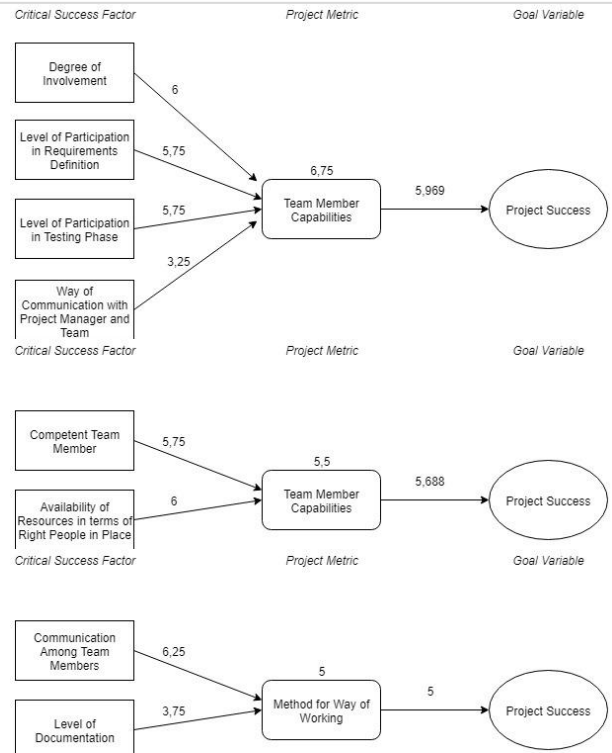 Critical Success Factor
Project Metric
Goal Variable
Degree of
Involvement
6
Level of Participation
in Requirements
Definition
5,75
6,75
Team Member
Capabilities
5,969
Project Success
Level of Participation
in Testing Phase
5,75
3,25
Way of
Communication with
Project Manager and
Team
Critical Success Factor
Project Metric
Goal Variable
Competent Team
Member
5,75
5,5
Team Member
Capabilities
5,688
Project Success
Availability of
Resources in terms of
Right People in Place
6
Critical Success Factor
Project Metric
Goal Variable
Communication
Among Team
Members
6,25
5
Method for Way of
Working
5
Project Success
Level of
Documentation
3,75